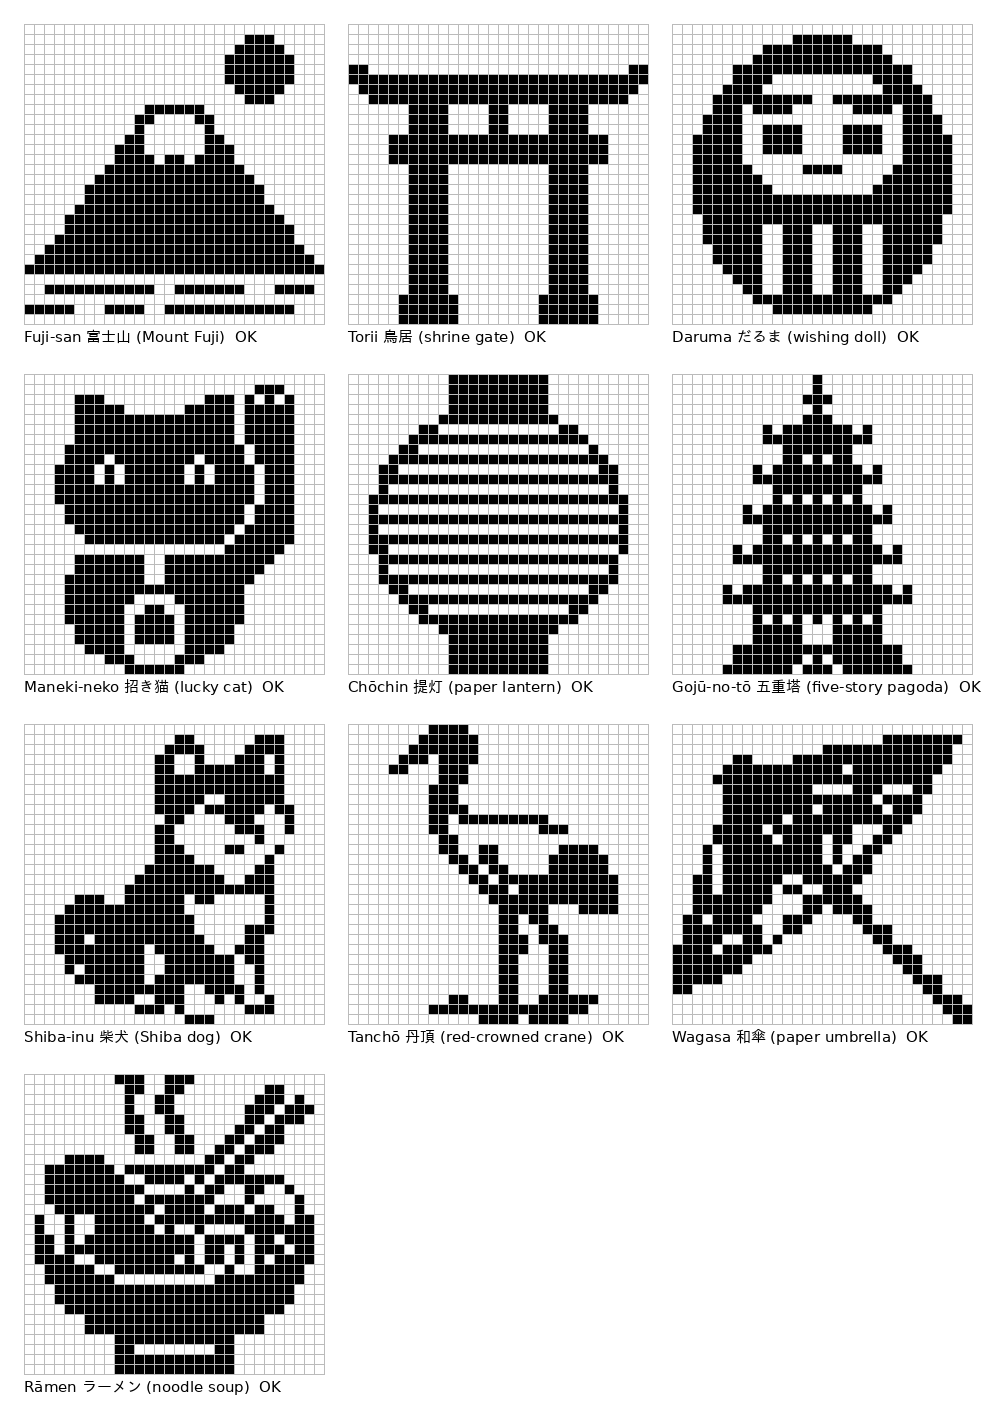 Fuji-san 富士山 (Mount Fuji)  OK
Torii 鳥居 (shrine gate)  OK
Daruma だるま (wishing doll)  OK
Maneki-neko 招き猫 (lucky cat)  OK
Chōchin 提灯 (paper lantern)  OK
Gojū-no-tō 五重塔 (five-story pagoda)  OK
Shiba-inu 柴犬 (Shiba dog)  OK
Tanchō 丹頂 (red-crowned crane)  OK
Wagasa 和傘 (paper umbrella)  OK
Rāmen ラーメン (noodle soup)  OK